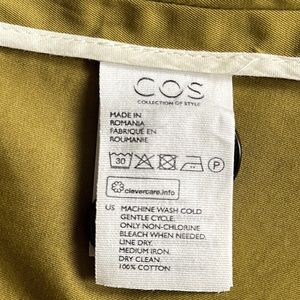 COS
COLLECTION OF STYLE
MADE IN
ROMANIA
FABRIQUÉ EN
ROUMANIE
30 P
clevercare.info
US MACHINE WASH COLD
GENTLE CYCLE.
ONLY NON-CHLORINE
BLEACH WHEN NEEDED.
LINE DRY.
MEDIUM IRON.
DRY CLEAN.
100% COTTON